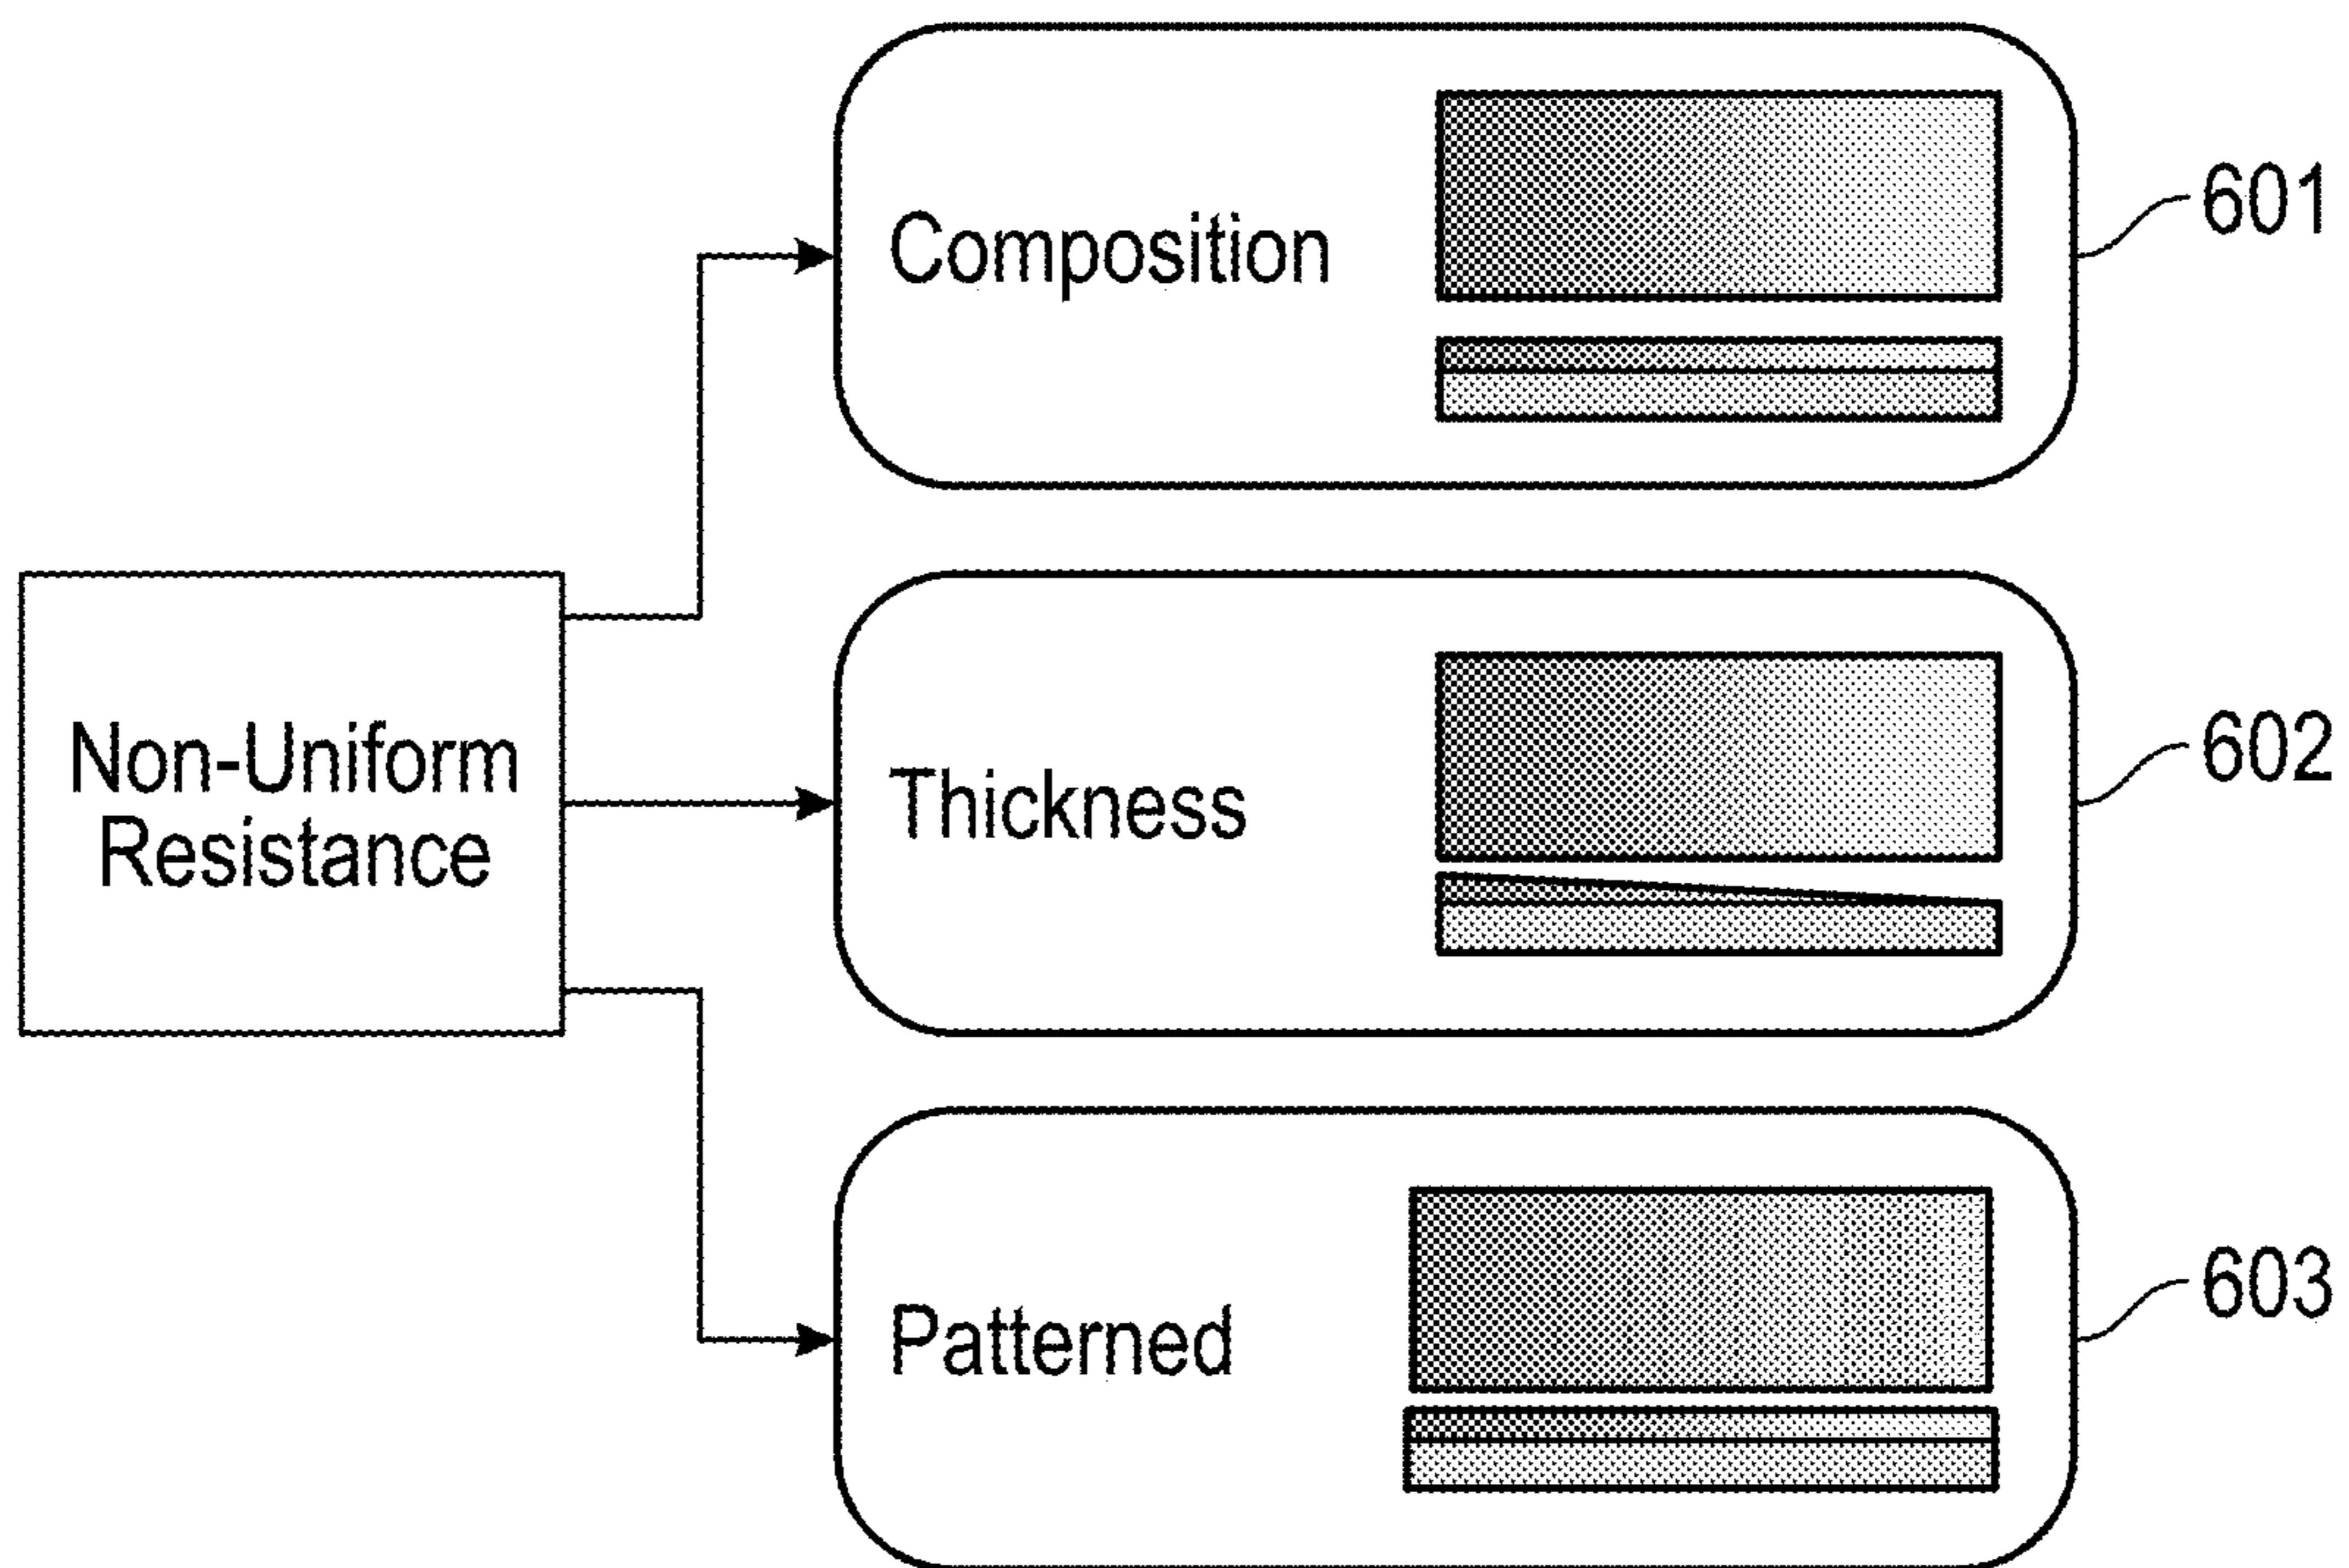 Composition
601
Non-Uniform
Resistance
Thickness
602
Patterned
603